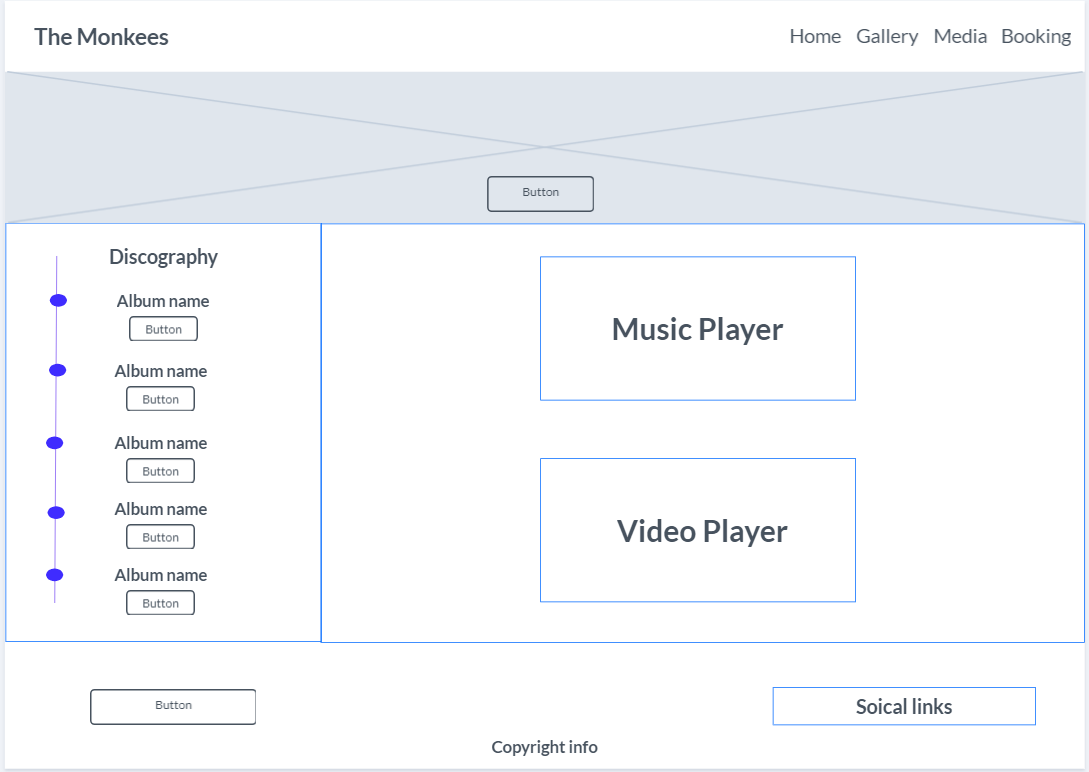 The Monkees
Home Gallery Media Booking
Button
Discography
Album name
Button
Album name
Button
Album name
Button
Album name
Button
Album name
Button
Music Player
Video Player
Button
Soical links
Copyright info